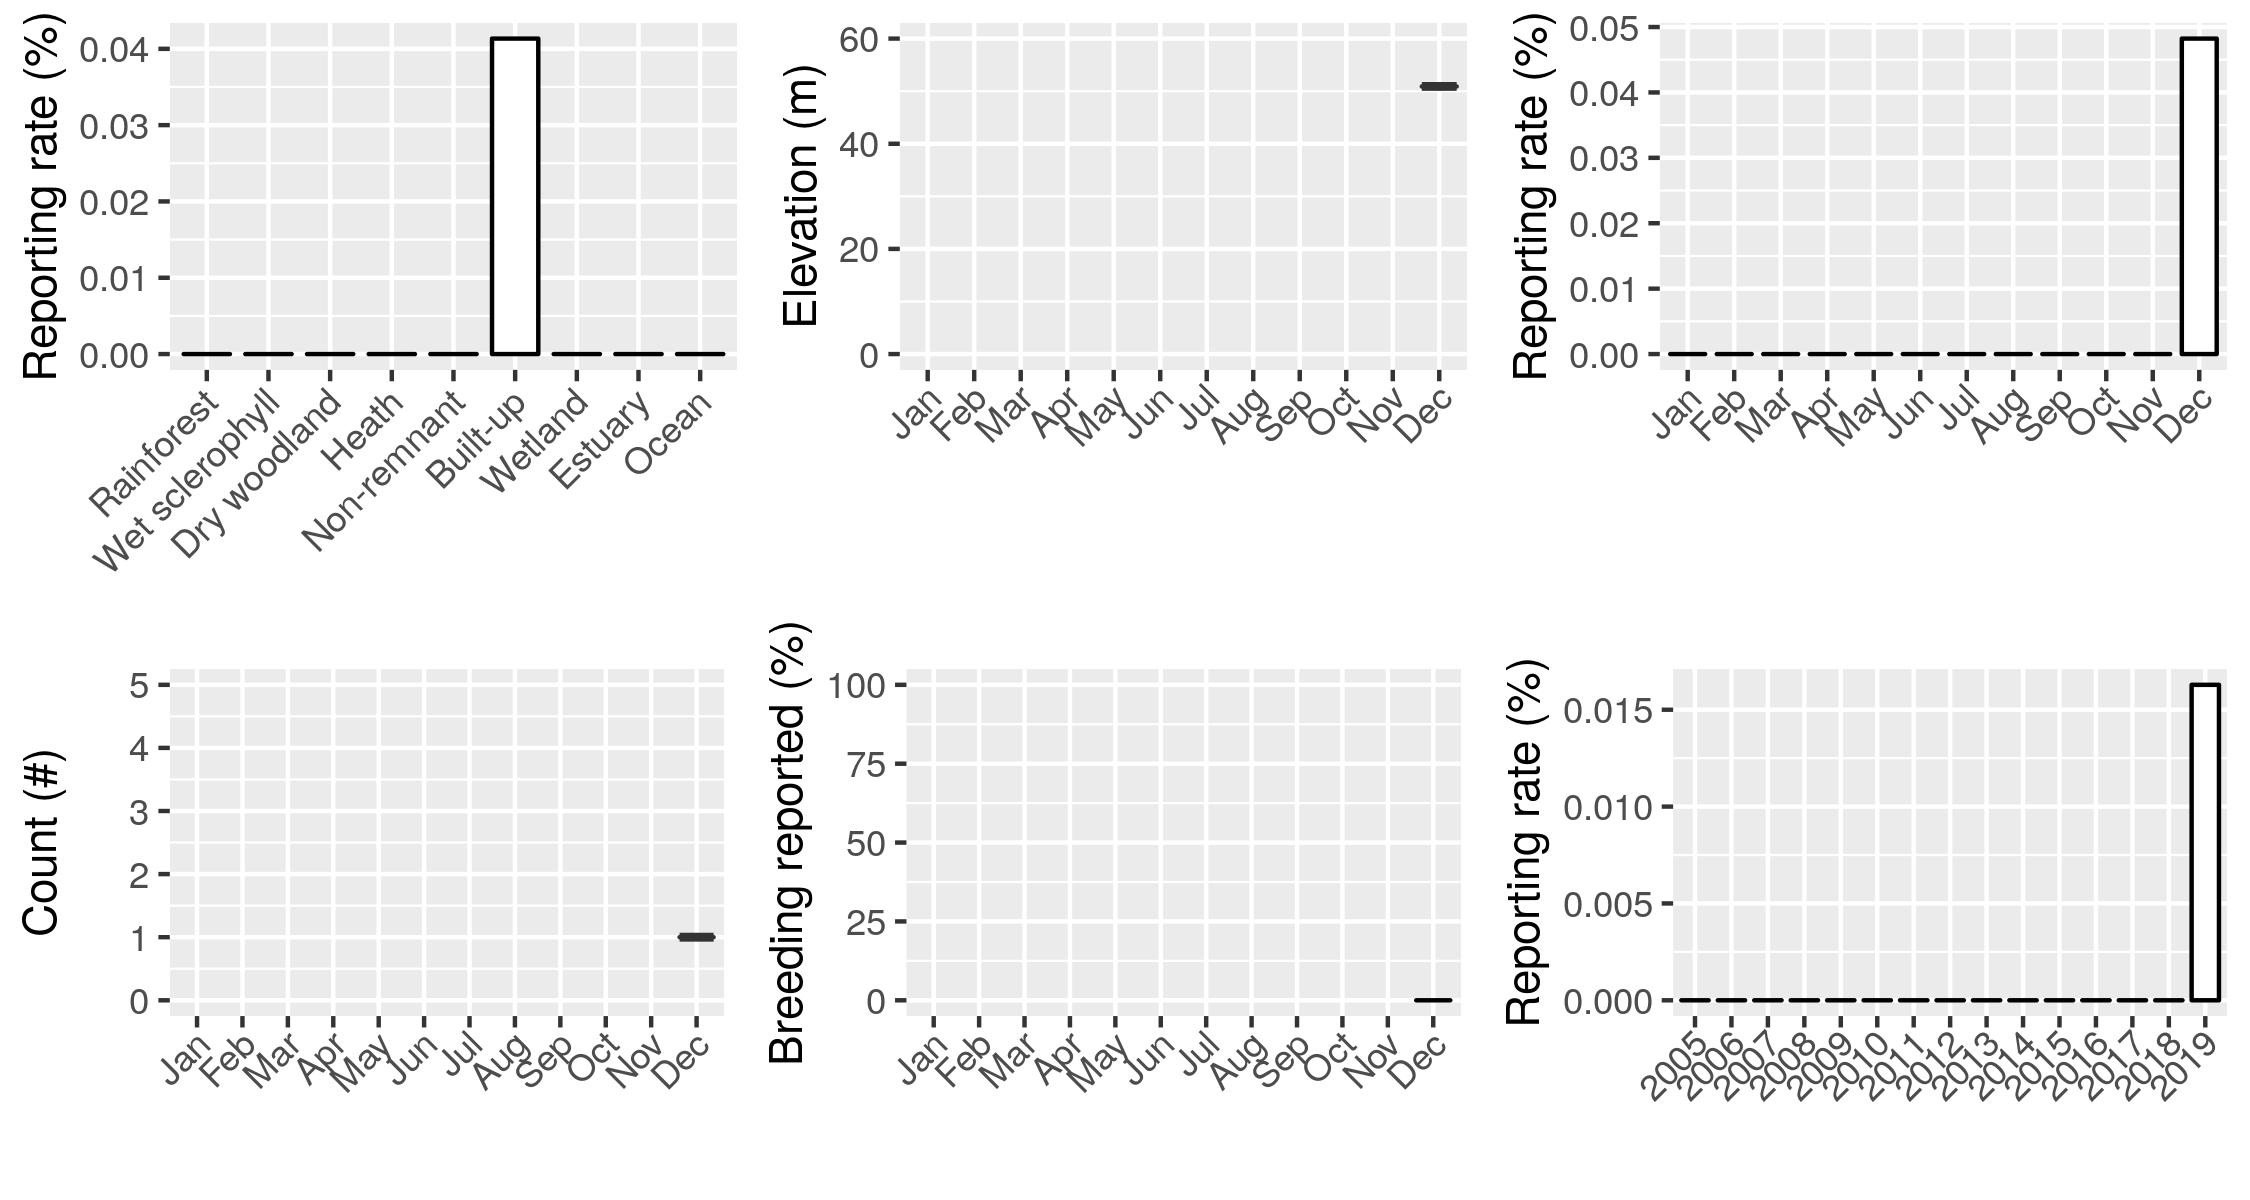 Reporting rate (%)
0.04
0.03
0.02
0.01
0.00
Rainforest
Wet sclerophyll
Dry woodland
Heath
Non-remnant
Built-up
Wetland
Estuary
Ocean
Elevation (m)
60
40
20
0
Jan
Feb
Mar
Apr
May
Jun
Jul
Aug
Sep
Oct
Nov
Dec
Reporting rate (%)
0.05
0.04
0.03
0.02
0.01
0.00
Jan
Feb
Mar
Apr
May
Jun
Jul
Aug
Sep
Oct
Nov
Dec
Count (#)
5
4
3
2
1
0
Jan
Feb
Mar
Apr
May
Jun
Jul
Aug
Sep
Oct
Nov
Dec
Breeding reported (%)
100
75
50
25
0
Jan
Feb
Mar
Apr
May
Jun
Jul
Aug
Sep
Oct
Nov
Dec
Reporting rate (%)
0.015
0.010
0.005
0.000
2005
2006
2007
2008
2009
2010
2011
2012
2013
2014
2015
2016
2017
2018
2019